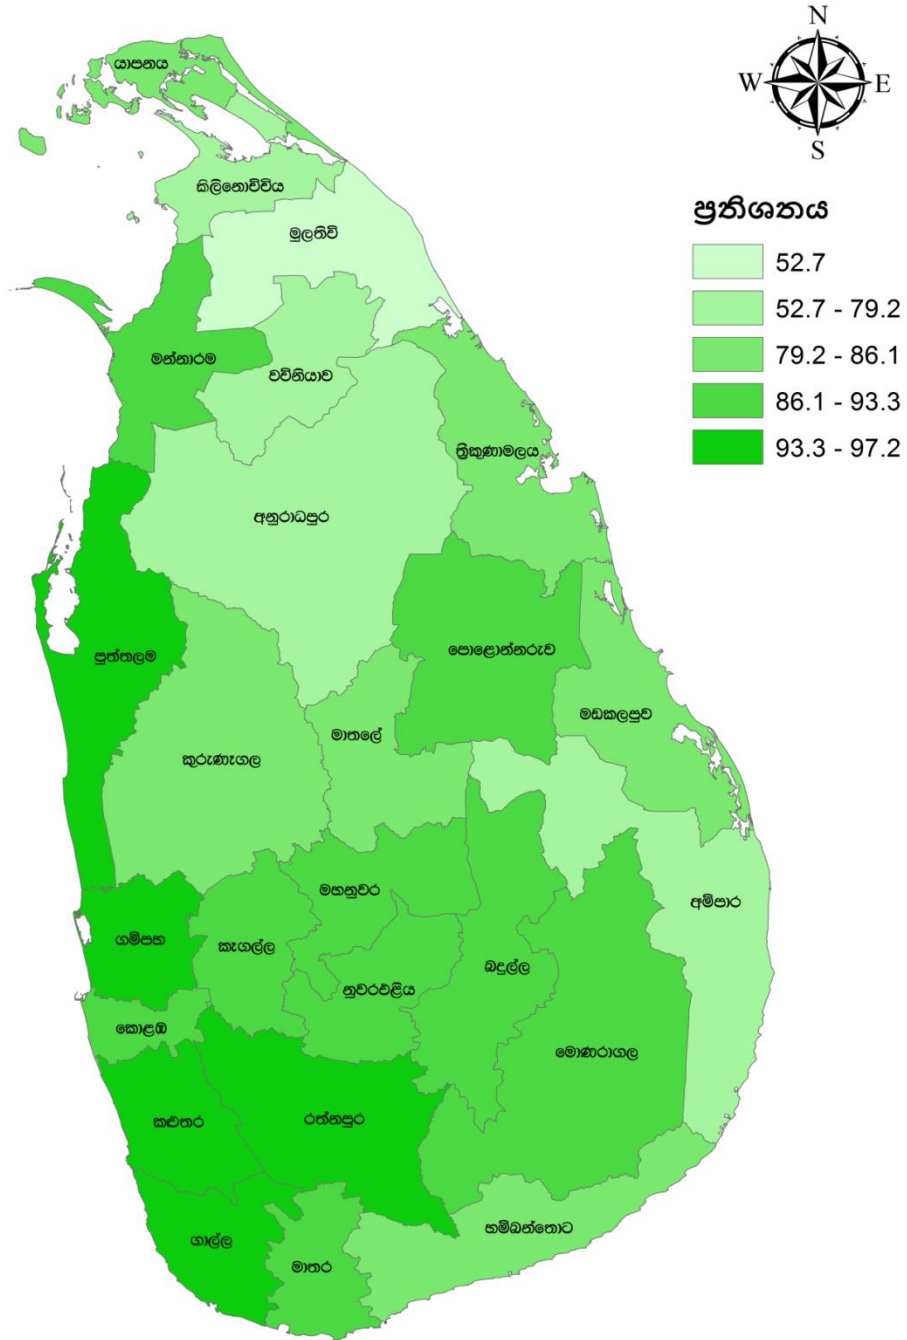 N
යාපනය
W
E
S
කිලිනොච්චිය
ප්‍රතිශතය
මුලතිව්
52.7
52.7 - 79.2
මන්නාරම
වව්නියාව
79.2 - 86.1
86.1 - 93.3
93.3 - 97.2
ත්‍රිකුණාමලය
අනුරාධපුර
පුත්තලම
පොළොන්නරුව
මඩකලපුව
මාතලේ
කුරුණෑගල
මහනුවර
අම්පාර
ගම්පහ
කෑගල්ල
බදුල්ල
නුවරඑළිය
කොළඹ
මොණරාගල
කළුතර
රත්නපුර
හම්බන්තොට
ගාල්ල
මාතර